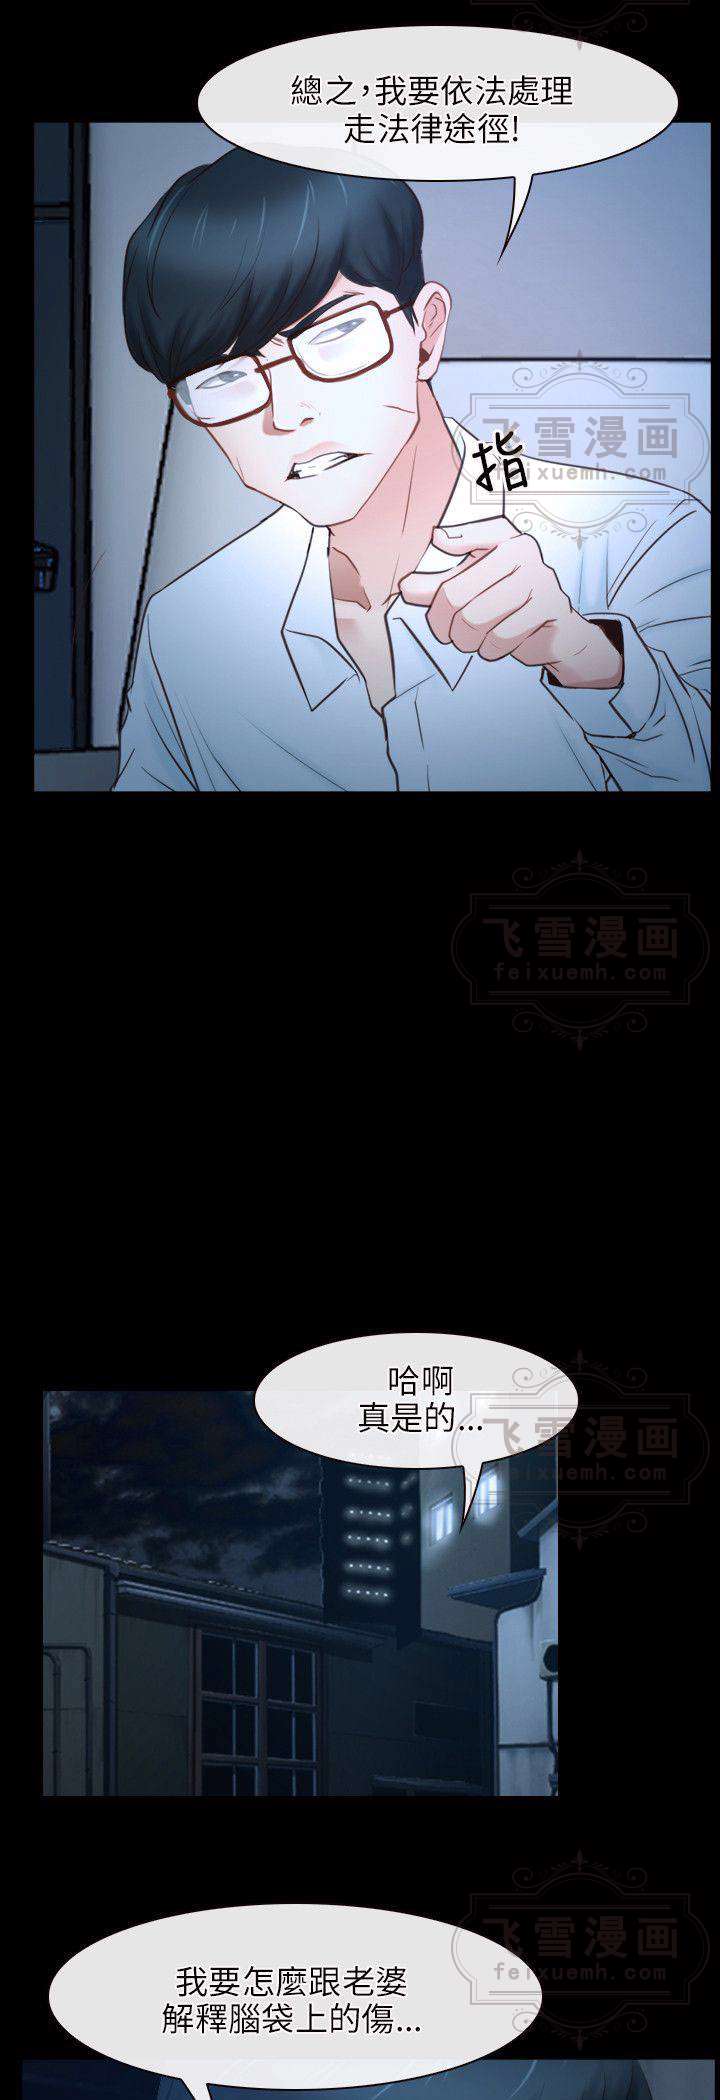 總之，我要依法處理
走法律途徑!
指
飞雪漫画
feixuemh.com
飞雪漫画
feixuemh.com
哈啊
真是的...
飞雪漫画
feixuemh.com
飞雪漫画
feixuemh.com
我要怎麼跟老婆
解釋腦袋上的傷...